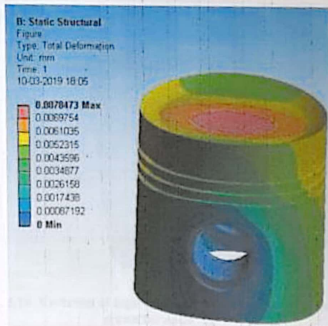 B: Static Structural
Figure
Type: Total Deformation
Unit: mm
Time: 1
10-03-2019 18:05
0.0078473 Max
0.0069754
0.0061035
0.0052315
0.0043596
0.0034877
0.0026158
0.0017438
0.00087192
0 Min